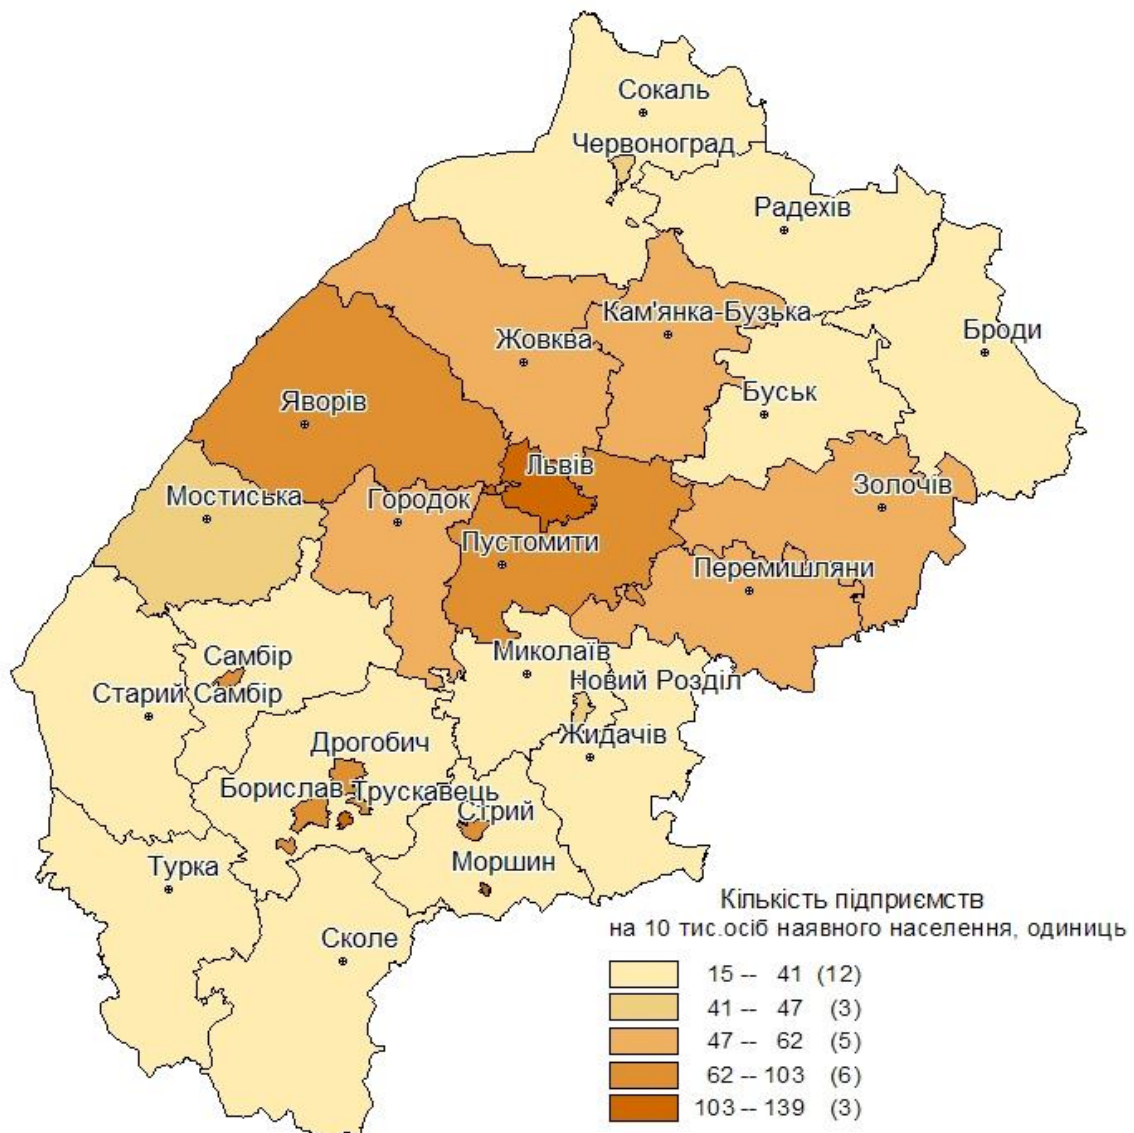 Сокаль
Червоноград
Радехів
Кам'янка-Бузька
Броди
Жовква
Буськ
Яворів
Львів
Золочів
Мостиська
Городок
Пустомити
Перемишляни
Самбір
Миколаїв
Новий Розділ
Старий Самбір
Дрогобич
Жидачів
Борислав
Трускавець
Стрий
Моршин
Турка
Сколе
Кількість підприємств
на 10 тис.осіб наявного населення, одиниць
15 -- 41 (12)
41 -- 47 (3)
47 -- 62 (5)
62 -- 103 (6)
103 -- 139 (3)